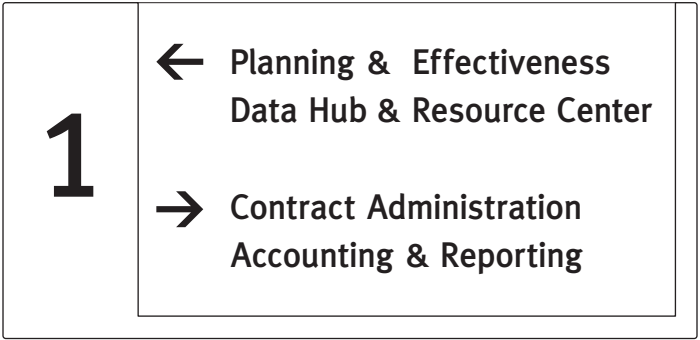 1
← Planning & Effectiveness
Data Hub & Resource Center
→ Contract Administration
Accounting & Reporting